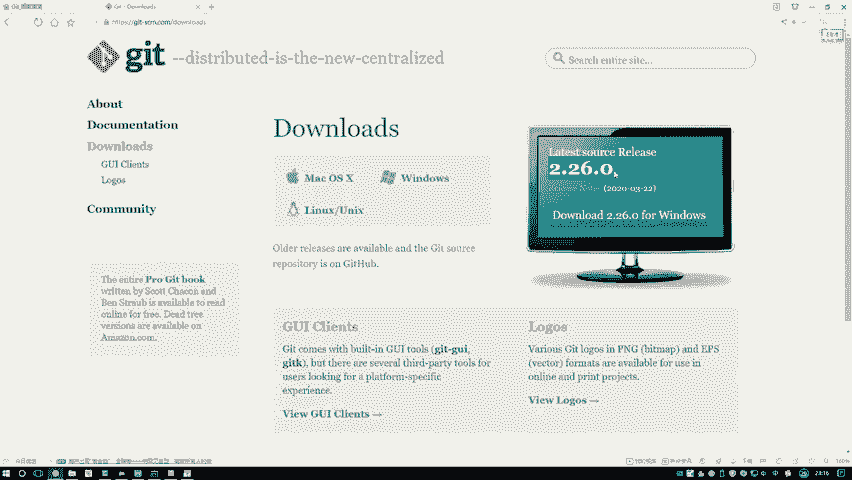 Git - Downloads
https://git-scm.com/downloads
git --distributed-is-the-new-centralized
Search entire site...
About
Documentation
Downloads
GUI Clients
Logos
Community
The entire Pro Git book
written by Scott Chacon and
Ben Straub is available to read
online for free. Dead tree
versions are available on
Amazon.com.
Downloads
Mac OS X
Windows
Linux/Unix
Older releases are available and the Git source
repository is on GitHub.
Latest source Release
2.26.0
(2020-03-22)
Download 2.26.0 for Windows
GUI Clients
Git comes with built-in GUI tools (git-gui,
gitk), but there are several third-party tools for
users looking for a platform-specific
experience.
View GUI Clients →
Logos
Various Git logos in PNG (bitmap) and EPS
(vector) formats are available for use in
online and print projects.
View Logos →
160%